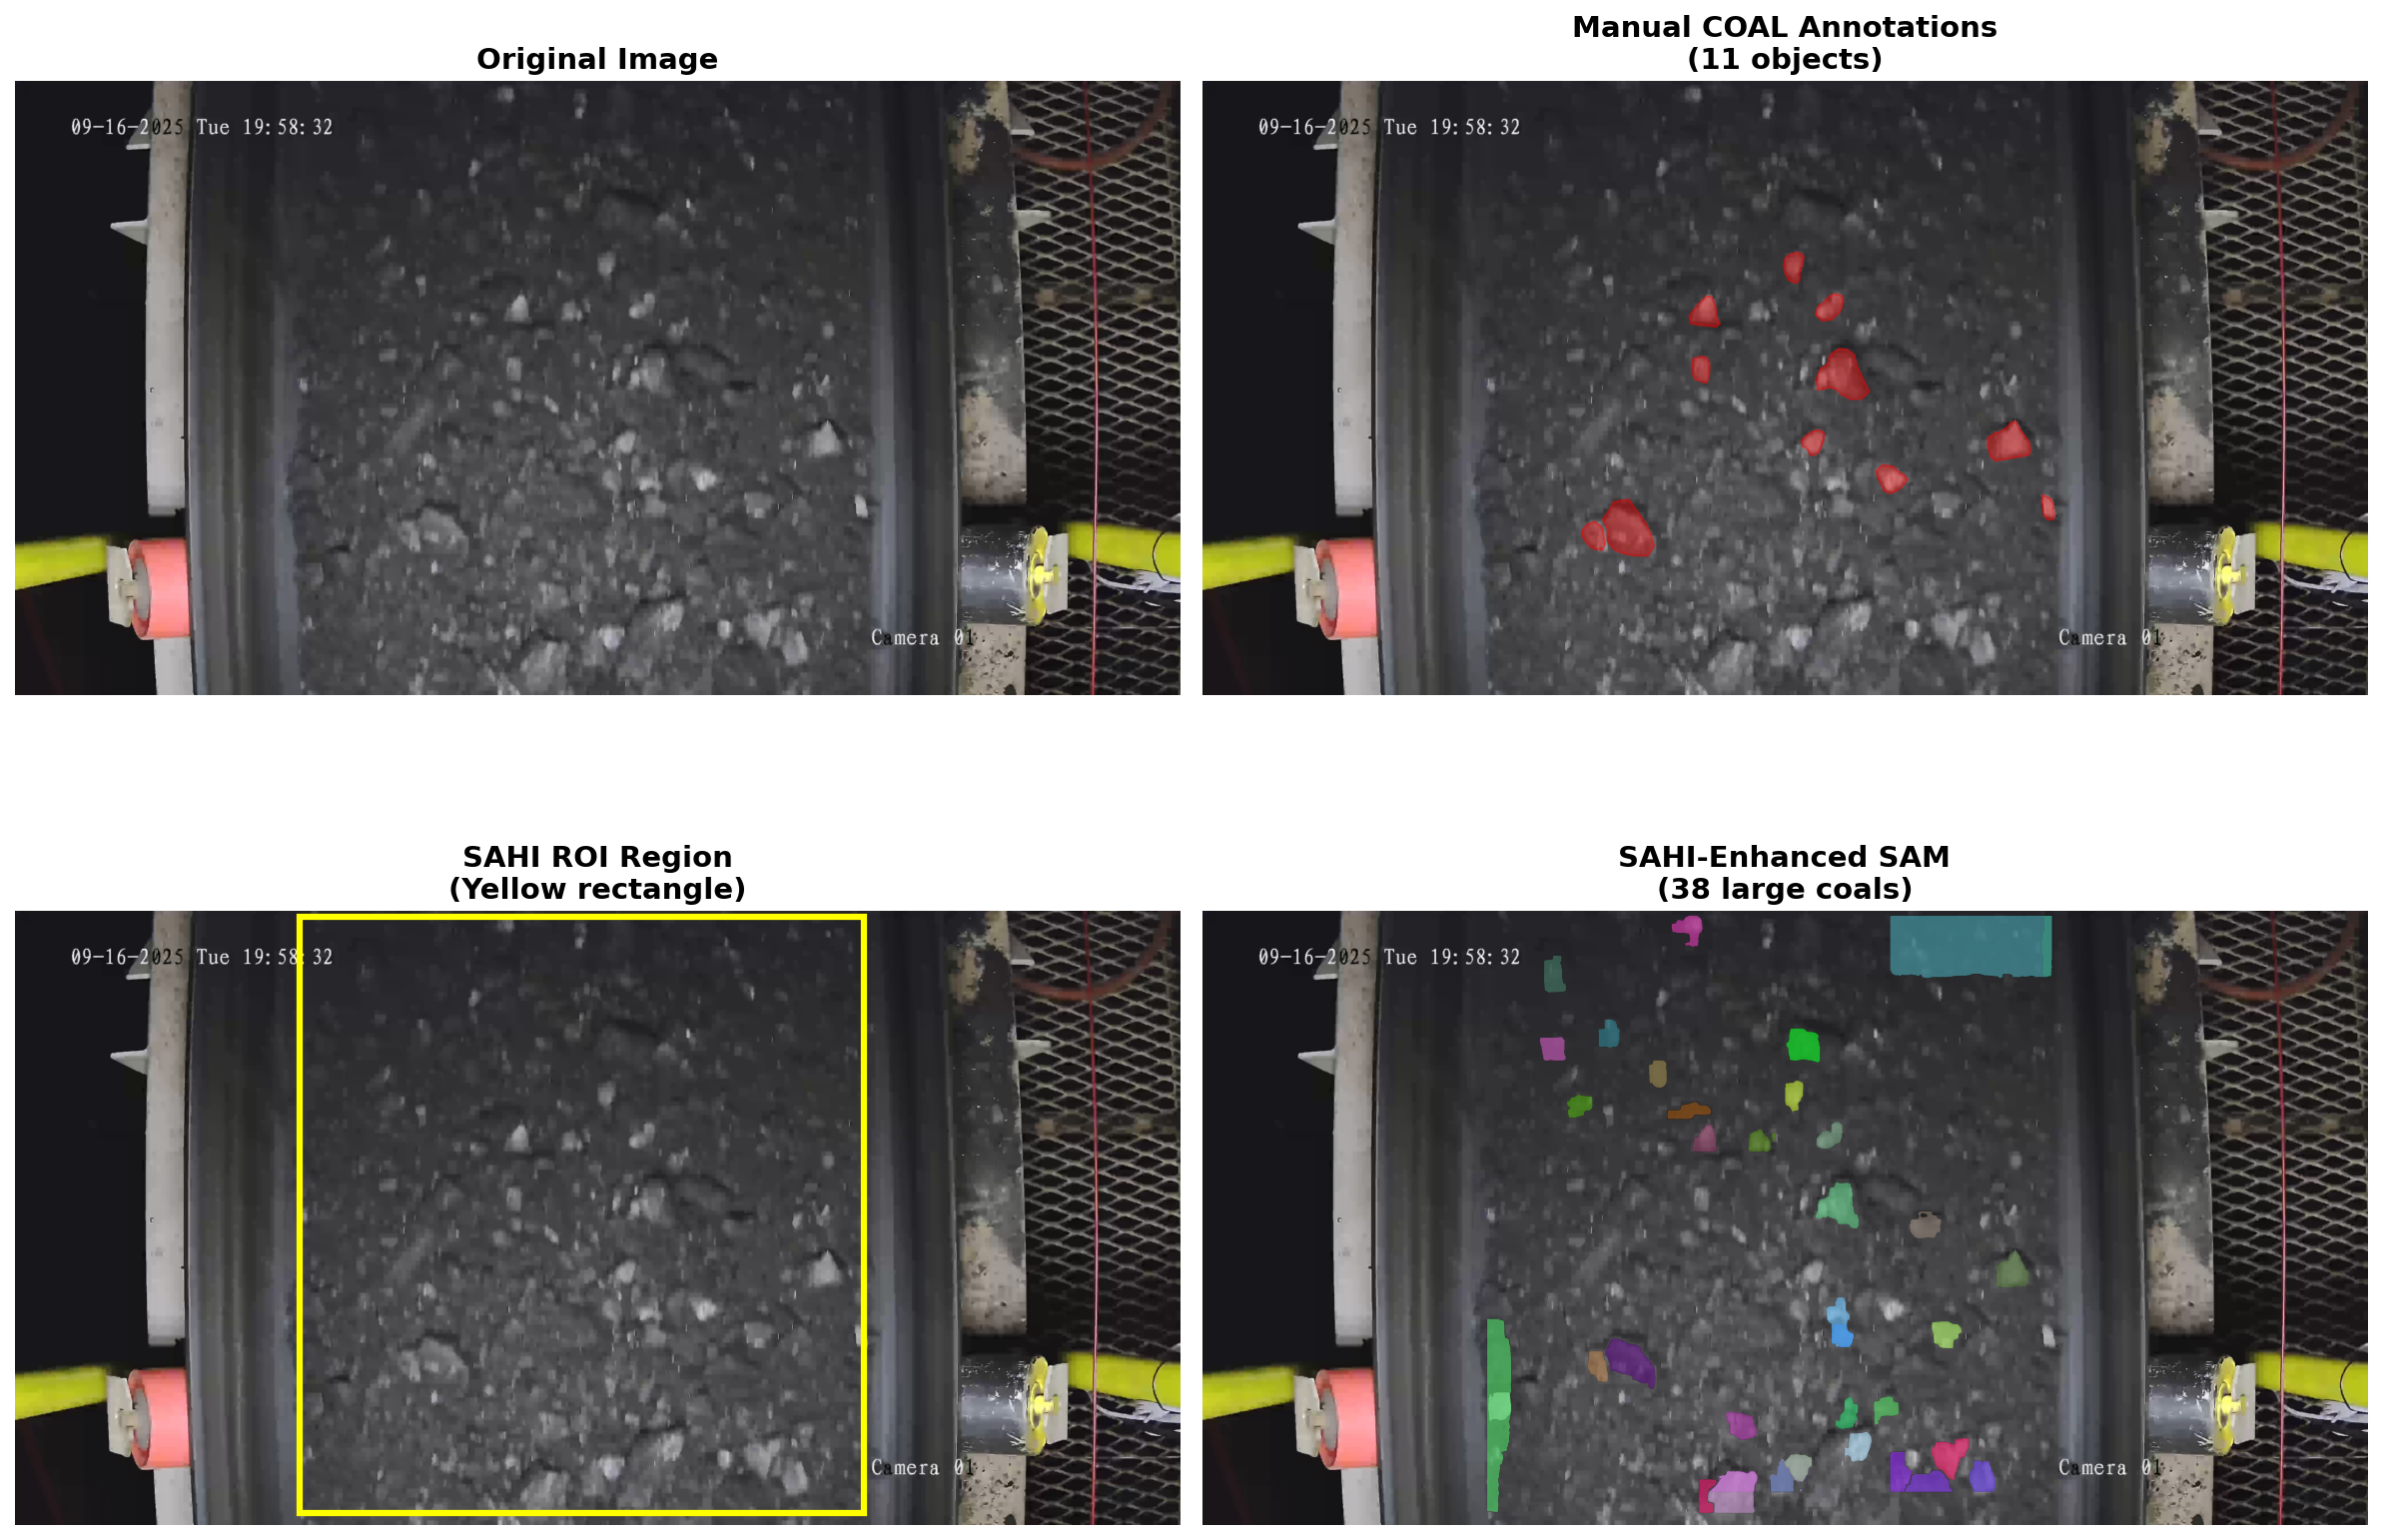 Original Image
09-16-2025 Tue 19:58:32
Camera 01
Manual COAL Annotations
(11 objects)
09-16-2025 Tue 19:58:32
Camera 01
SAHI ROI Region
(Yellow rectangle)
09-16-2025 Tue 19:58:32
Camera 01
SAHI-Enhanced SAM
(38 large coals)
09-16-2025 Tue 19:58:32
Camera 01